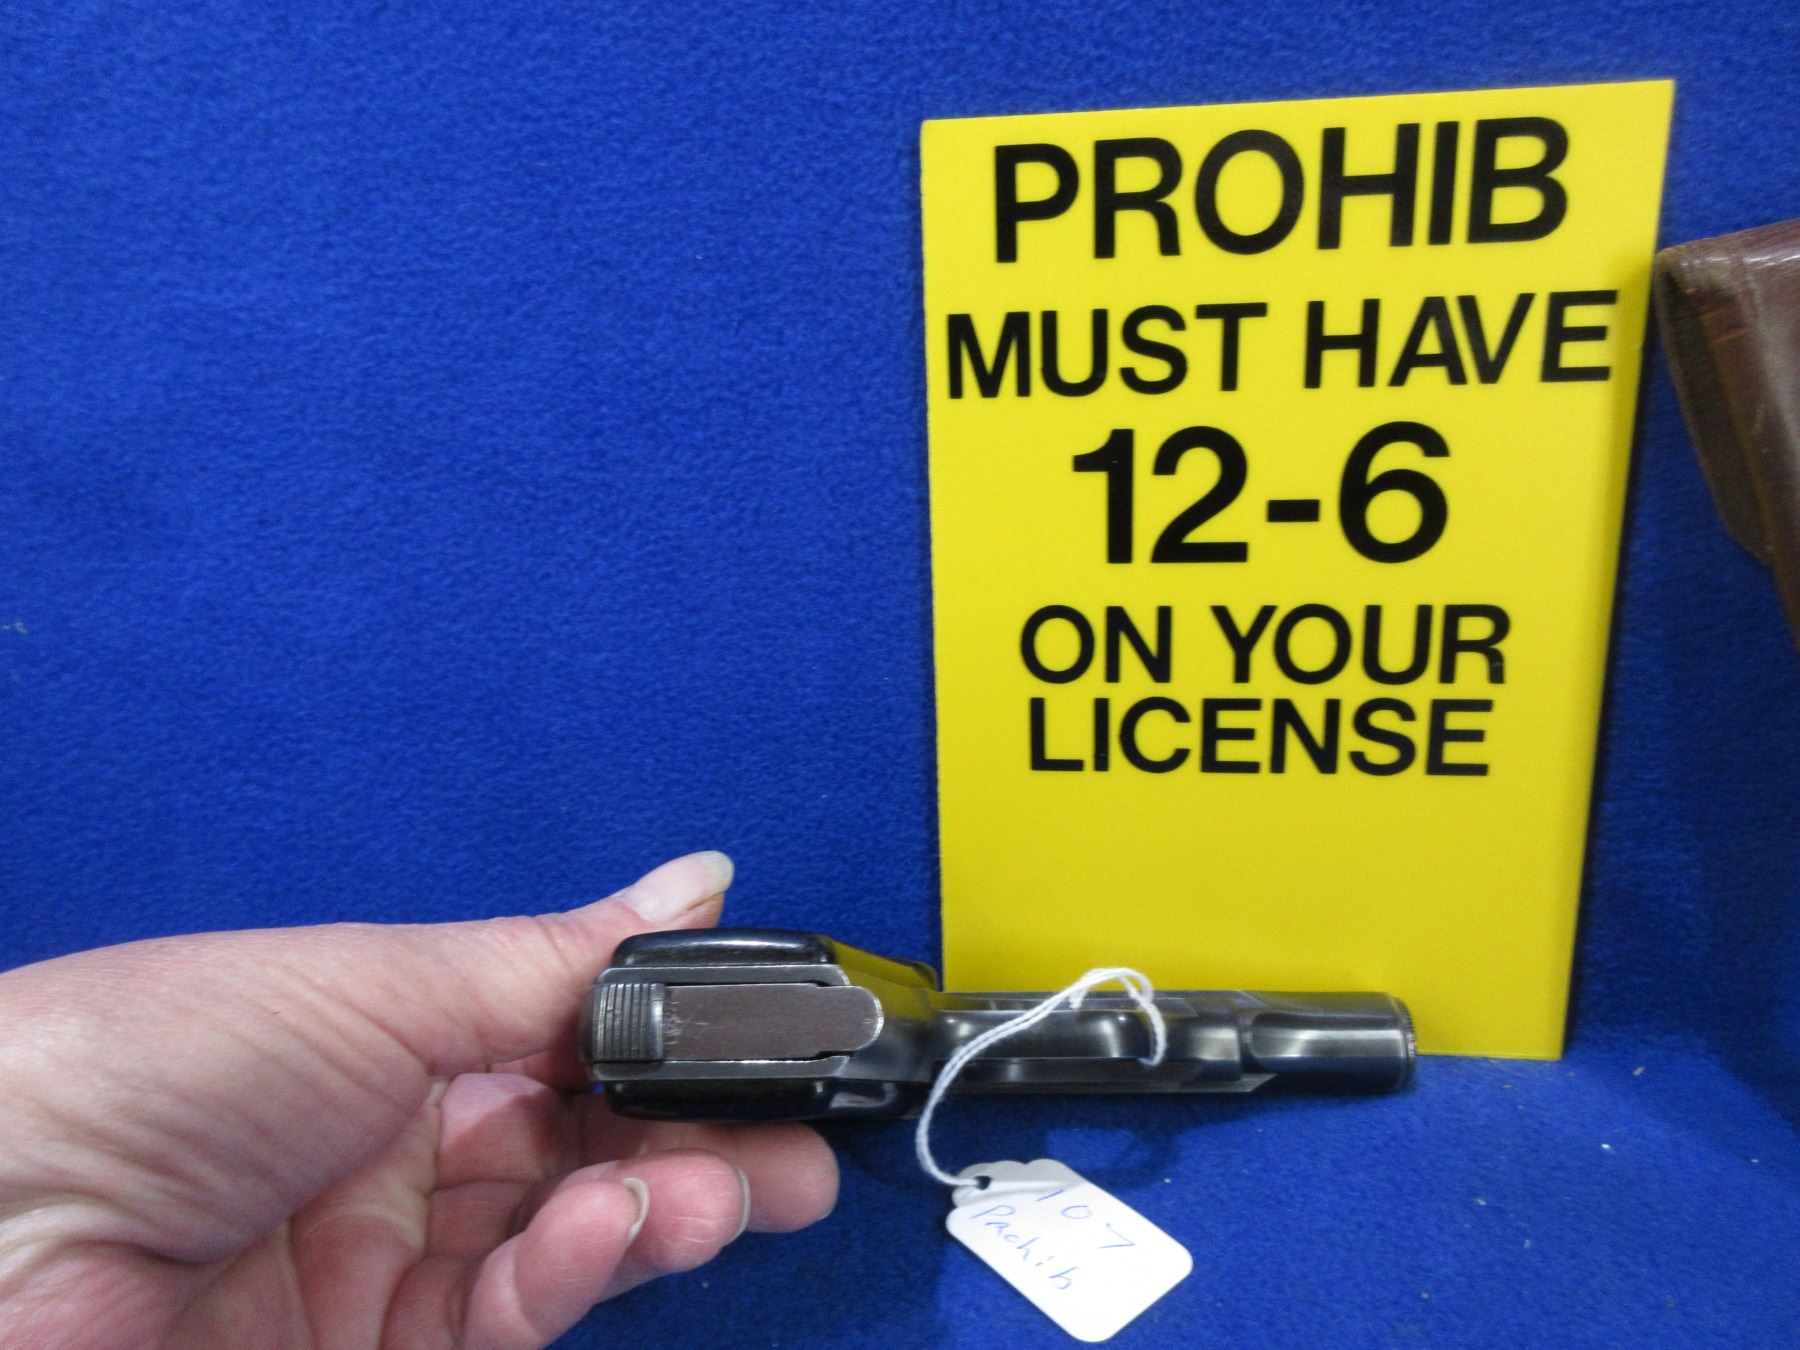 PROHIB
MUST HAVE
12-6
ON YOUR
LICENSE
107
Prohib